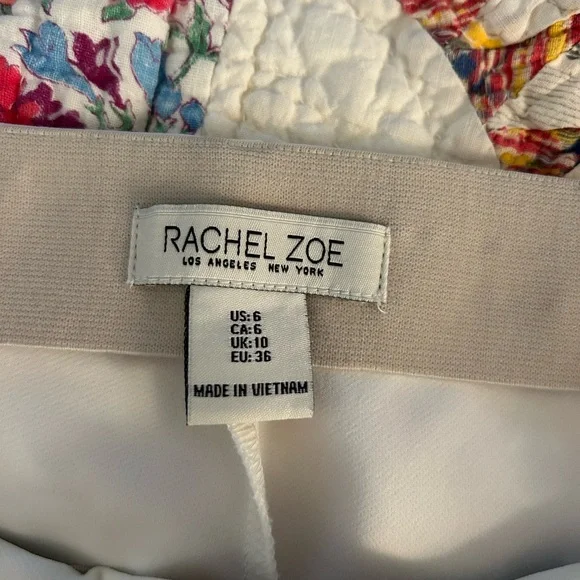 RACHEL ZOE
LOS ANGELES NEW YORK
US: 6
CA: 6
UK: 10
EU: 36
MADE IN VIETNAM